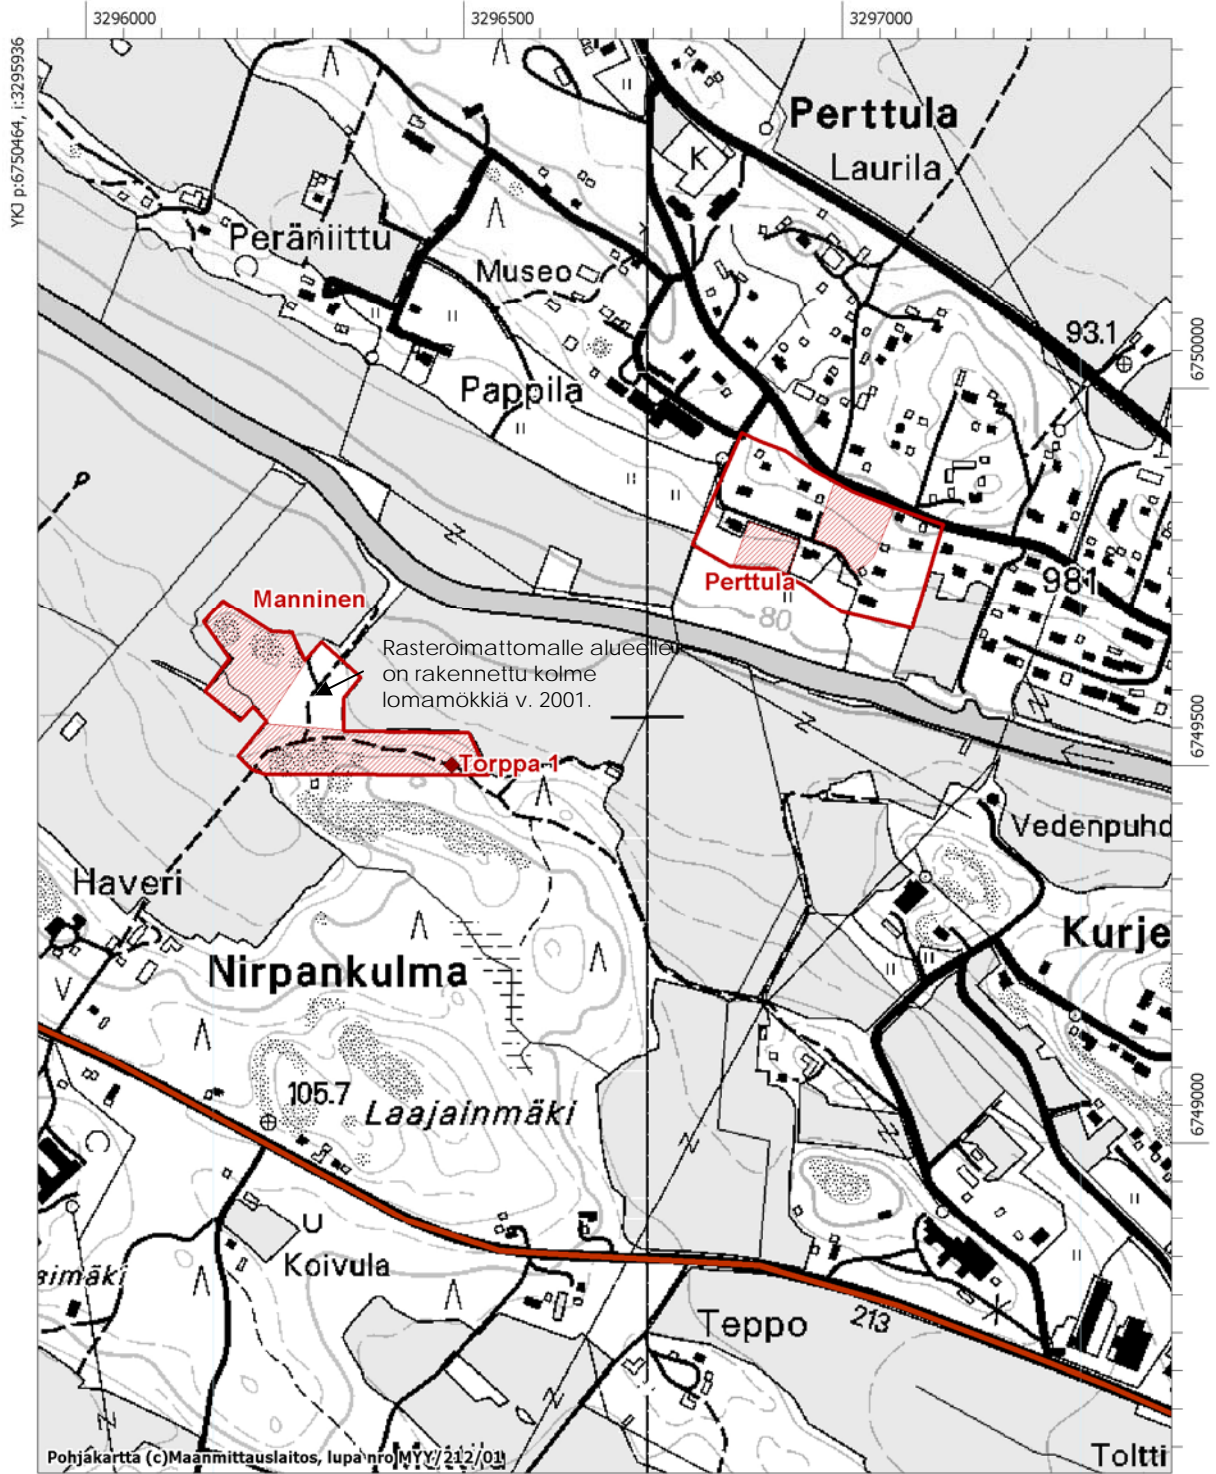 3296000
3296500
3297000
YKJ p:6750464, i:3295936
Perttula
Laurila
K
Peräniittu
Museo
93.1
6750000
Pappila
981
Perttula
Manninen
80
Rasteroimattomalle alueelle
on rakennettu kolme
lomamökkiä v. 2001.
6749500
Torppa 1
Vedenpuhd
Haveri
Kurje
Nirpankulma
105.7
Laajainmäki
6749000
Koivula
simäki
Teppo
213
Pohjakartta (c)Maanmittauslaitos, lupa nro MYY/212/01
Toltti